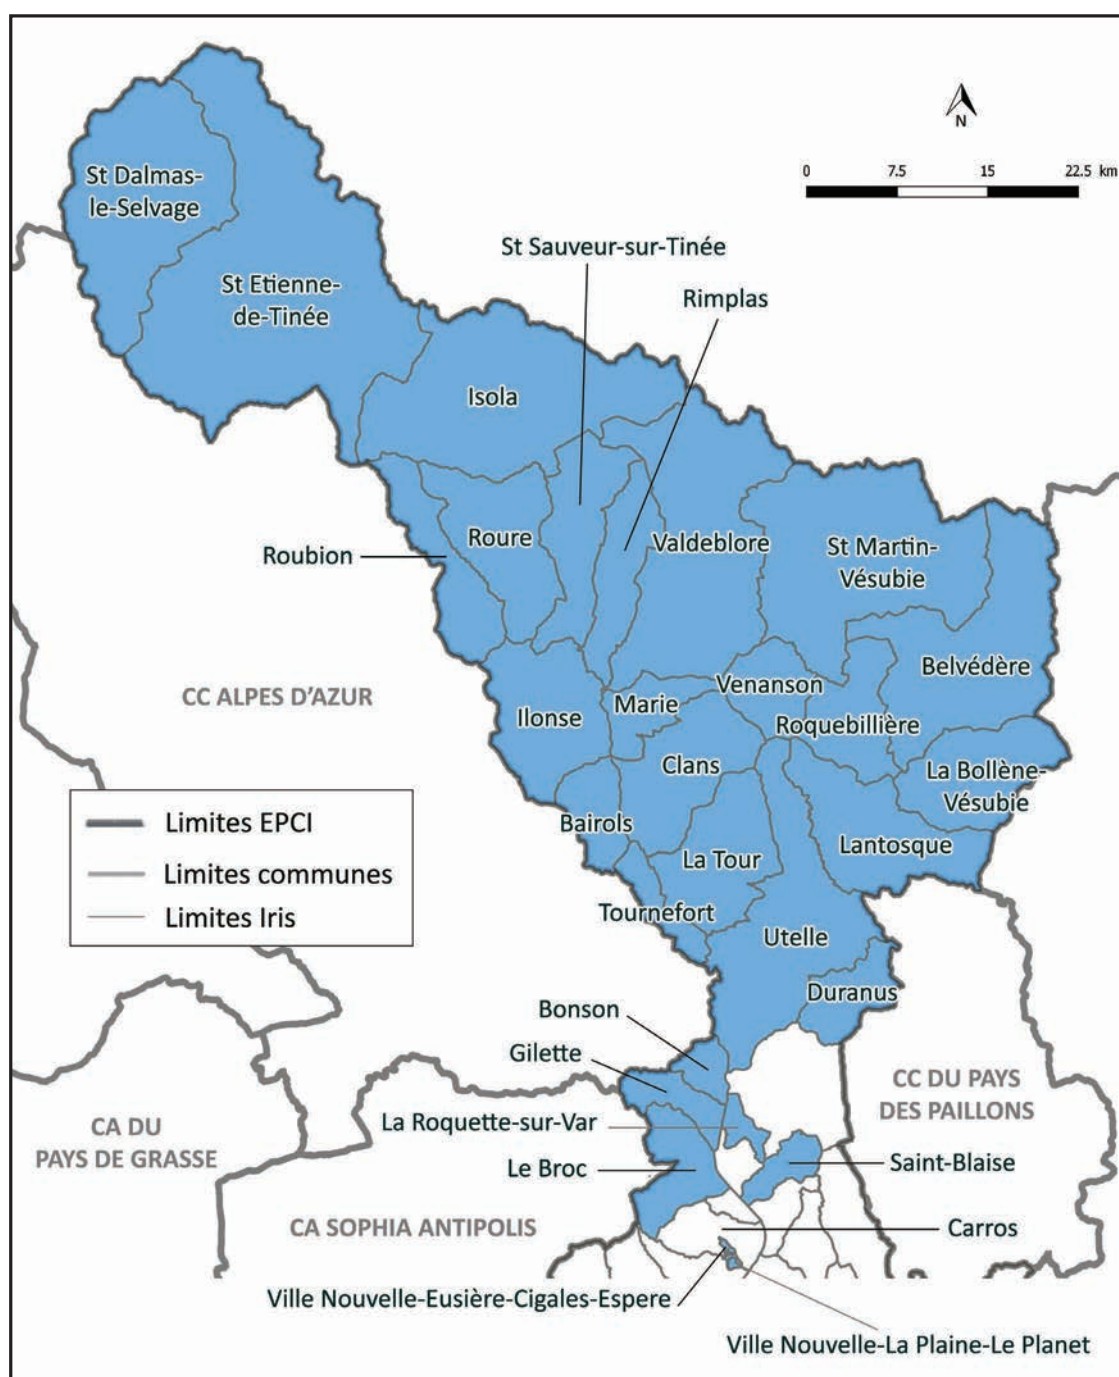 N
0 7.5 15 22.5 km
St Dalmas-
le-Selvage
St Sauveur-sur-Tinée
St Etienne-
de-Tinée
Rimplas
Isola
Roure
Valdeblore
St Martin-
Vésubie
Roubion
Belvédère
Venanson
CC ALPES D'AZUR
Marie
Ilonse
Roquebillière
Clans
La Bollène-
Vésubie
Limites EPCI
Limites communes
Limites Iris
Bairols
La Tour
Lantosque
Tournefort
Utelle
Duranus
Bonson
Gilette
CC DU PAYS
DES PAILLONS
La Roquette-sur-Var
CA DU
PAYS DE GRASSE
Le Broc
Saint-Blaise
CA SOPHIA ANTIPOLIS
Carros
Ville Nouvelle-Eusière-Cigales-Espere
Ville Nouvelle-La Plaine-Le Planet